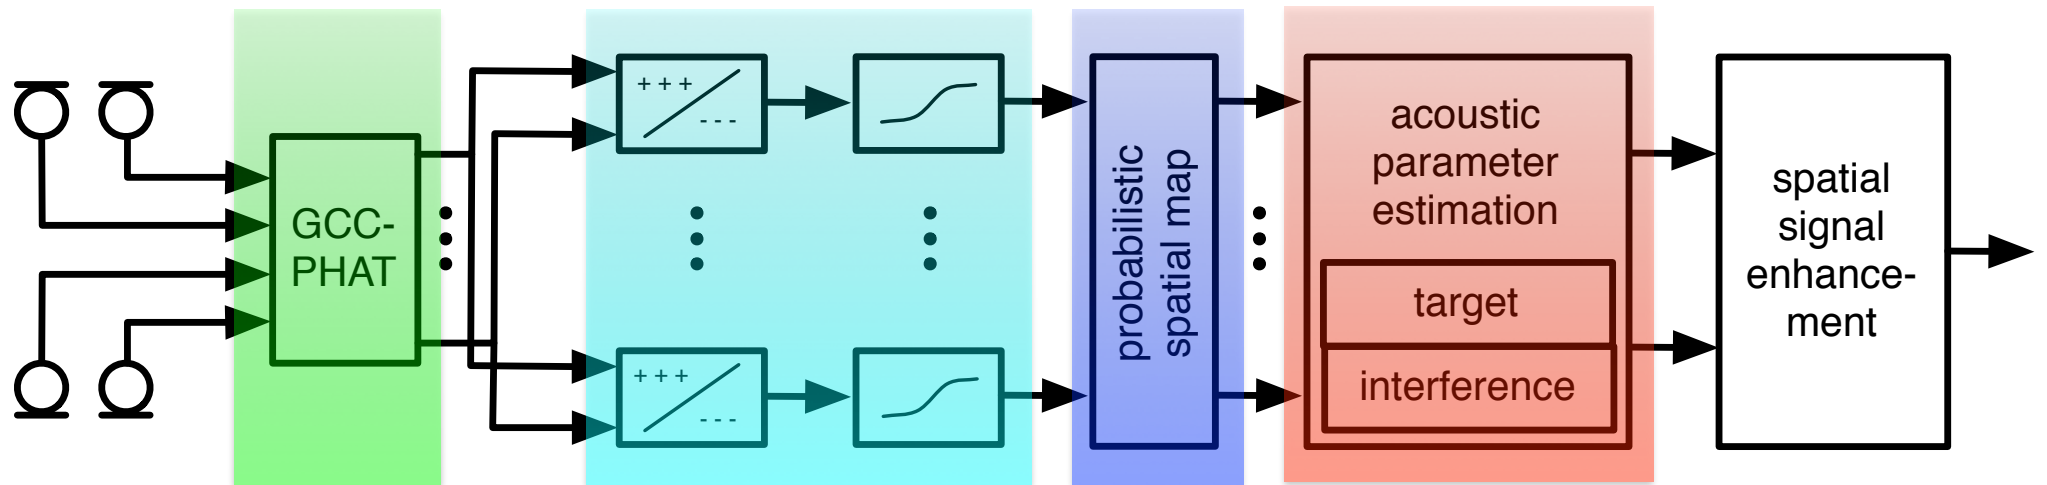 GCC-
PHAT
+ + +
- - -
+ + +
- - -
probabilistic
spatial map
acoustic
parameter
estimation
target
interference
spatial
signal
enhance-
ment